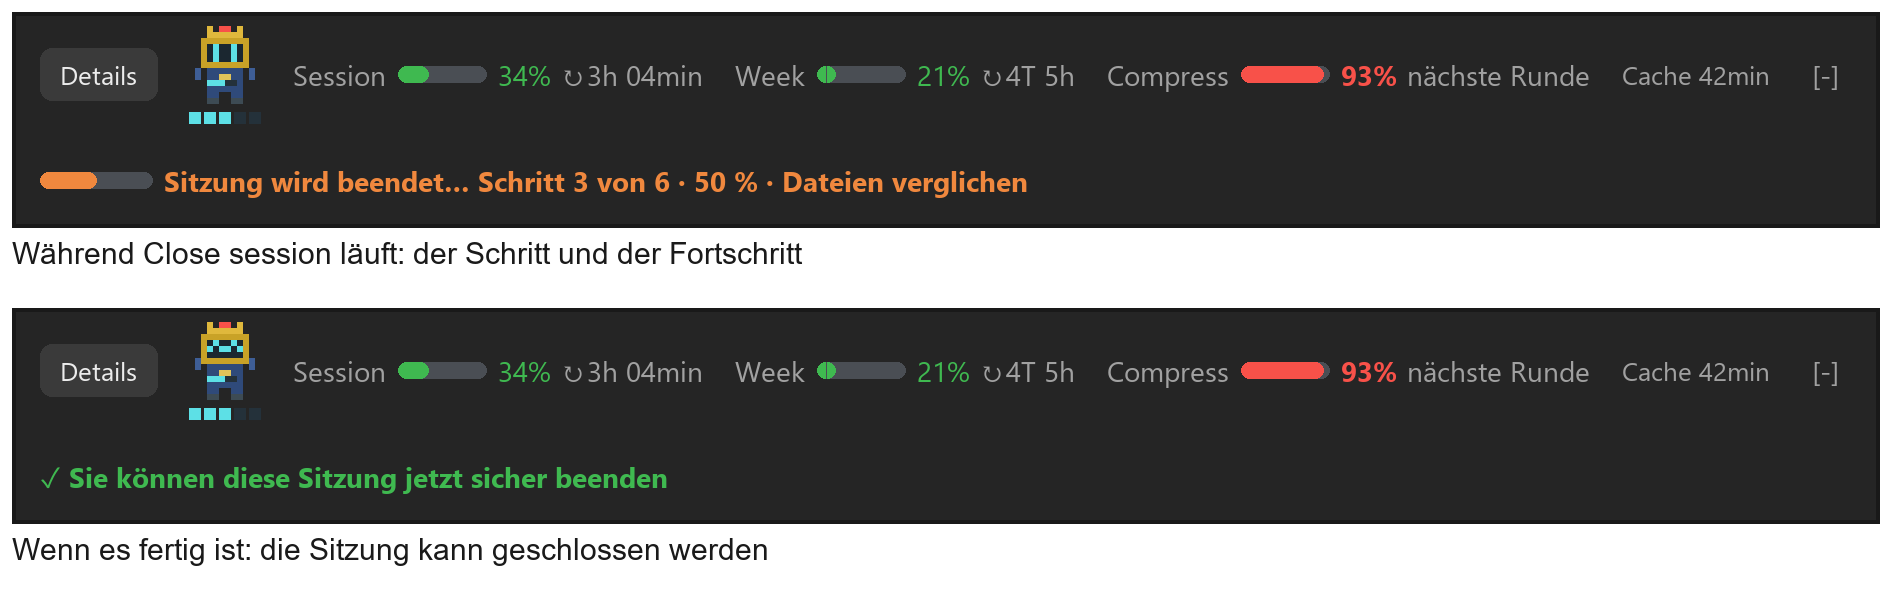 Details Session 34% ↻3h 04min Week 21% ↻4T 5h Compress 93% nächste Runde Cache 42min [-]
Sitzung wird beendet... Schritt 3 von 6 · 50 % · Dateien verglichen
Während Close session läuft: der Schritt und der Fortschritt
Details Session 34% ↻3h 04min Week 21% ↻4T 5h Compress 93% nächste Runde Cache 42min [-]
✓ Sie können diese Sitzung jetzt sicher beenden
Wenn es fertig ist: die Sitzung kann geschlossen werden